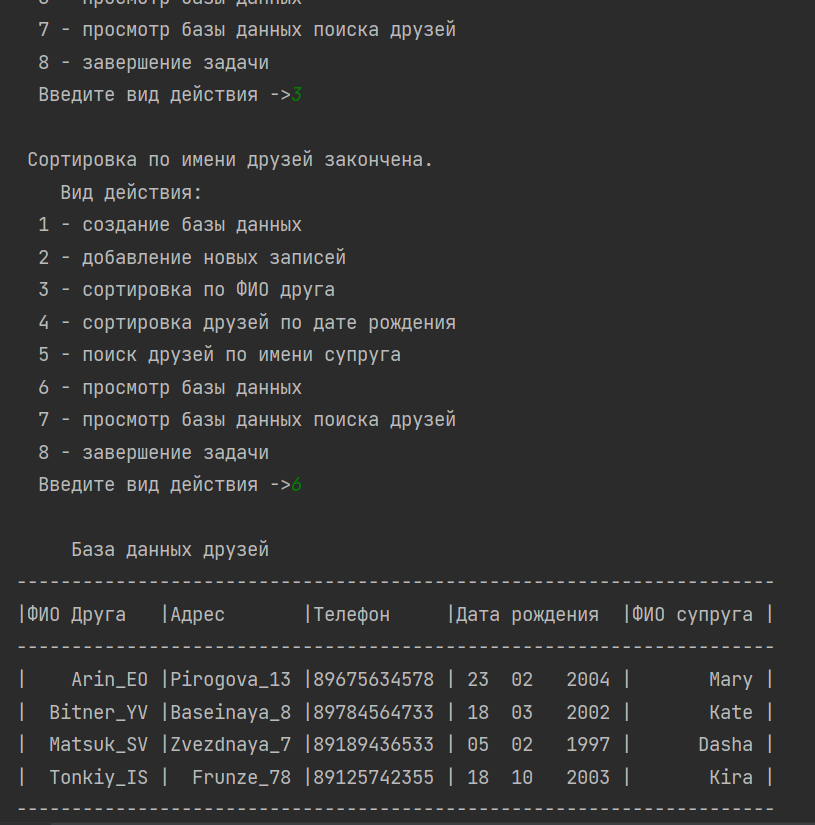 7 - просмотр базы данных поиска друзей
8 - завершение задачи
Введите вид действия ->3
Сортировка по имени друзей закончена.
Вид действия:
1 - создание базы данных
2 - добавление новых записей
3 - сортировка по ФИО друга
4 - сортировка друзей по дате рождения
5 - поиск друзей по имени супруга
6 - просмотр базы данных
7 - просмотр базы данных поиска друзей
8 - завершение задачи
Введите вид действия ->6
База данных друзей
---------------------------------------------------------------------
|ФИО Друга   |Адрес       |Телефон     |Дата рождения  |ФИО супруга |
---------------------------------------------------------------------
|    Arin_EO |Pirogova_13 |89675634578 | 23  02   2004 |       Mary |
|  Bitner_YV |Baseinaya_8 |89784564733 | 18  03   2002 |       Kate |
|  Matsuk_SV |Zvezdnaya_7 |89189436533 | 05  02   1997 |      Dasha |
|  Tonkiy_IS |  Frunze_78 |89125742355 | 18  10   2003 |       Kira |
---------------------------------------------------------------------